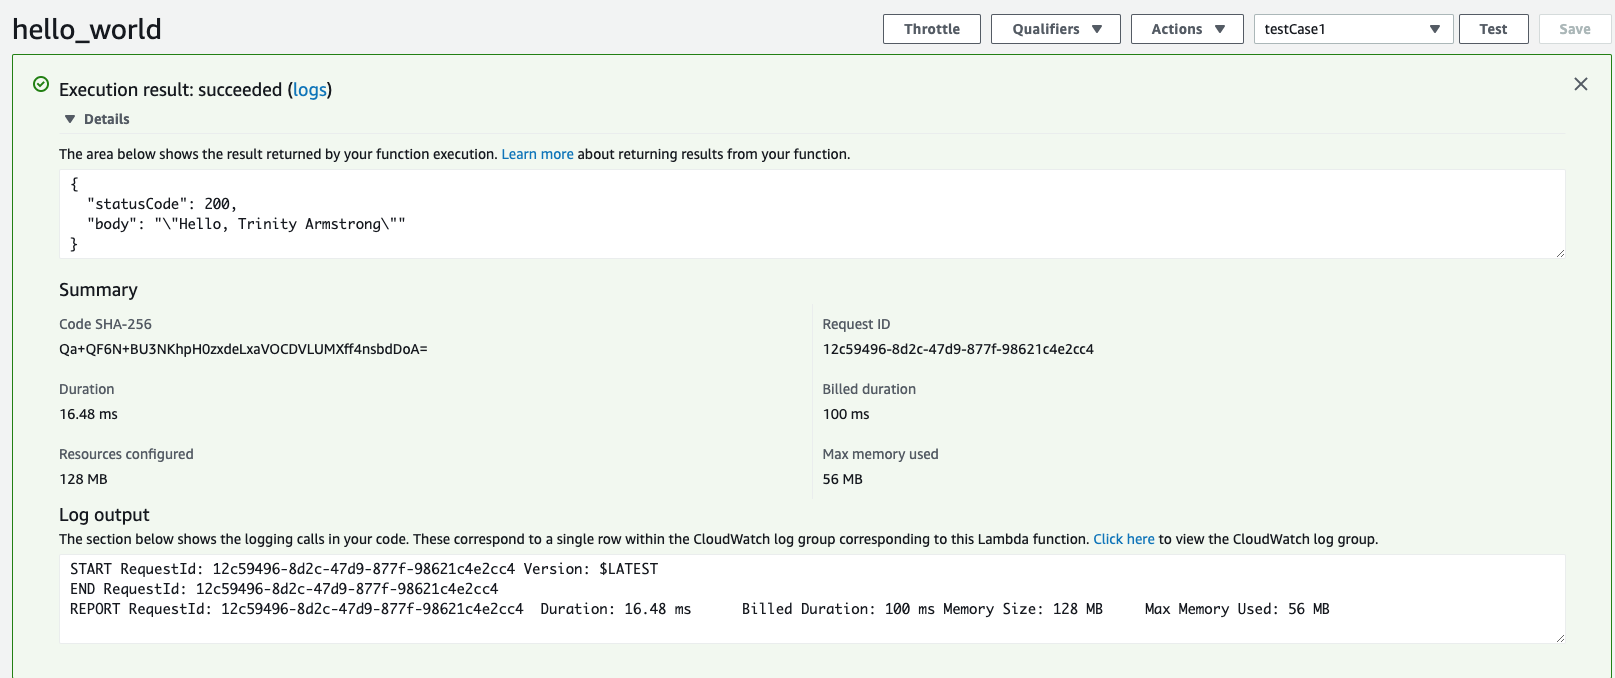 hello_world
Throttle Qualifiers Actions testCase1 Test Save
Execution result: succeeded (logs)
Details
The area below shows the result returned by your function execution. Learn more about returning results from your function.
{
  "statusCode": 200,
  "body": "\"Hello, Trinity Armstrong\""
}
Summary
Code SHA-256
Qa+QF6N+BU3NKhpH0zxdeLxaVOCDVLUMXff4nsbdDoA=
Request ID
12c59496-8d2c-47d9-877f-98621c4e2cc4
Duration
16.48 ms
Billed duration
100 ms
Resources configured
128 MB
Max memory used
56 MB
Log output
The section below shows the logging calls in your code. These correspond to a single row within the CloudWatch log group corresponding to this Lambda function. Click here to view the CloudWatch log group.
START RequestId: 12c59496-8d2c-47d9-877f-98621c4e2cc4 Version: $LATEST
END RequestId: 12c59496-8d2c-47d9-877f-98621c4e2cc4
REPORT RequestId: 12c59496-8d2c-47d9-877f-98621c4e2cc4 Duration: 16.48 ms Billed Duration: 100 ms Memory Size: 128 MB Max Memory Used: 56 MB